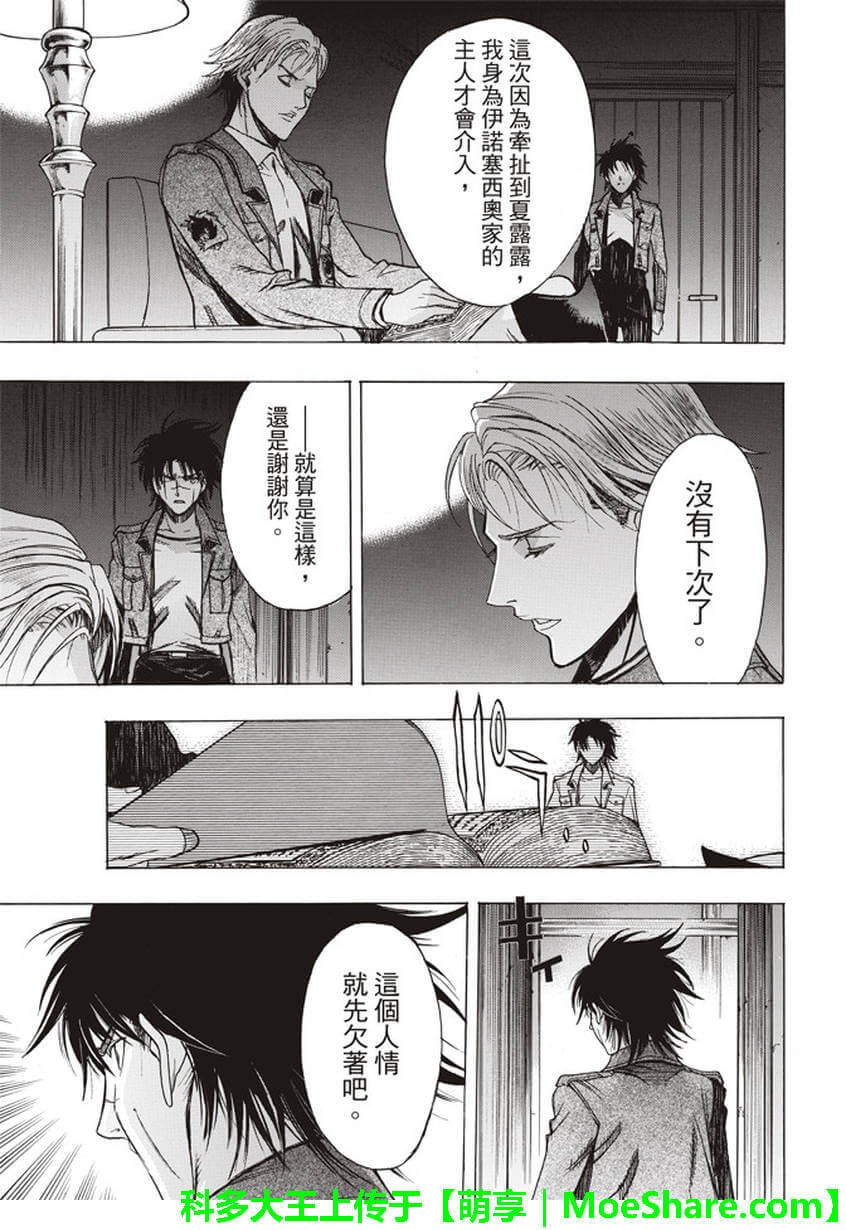 這次因為牽扯到夏露露，
我身為伊諾塞西奧家的
主人才會介入，
沒有下次了。
——就算是這樣，
還是謝謝你。
這個人情
就先欠著吧。
科多大王上传于【萌享｜MoeShare.com】